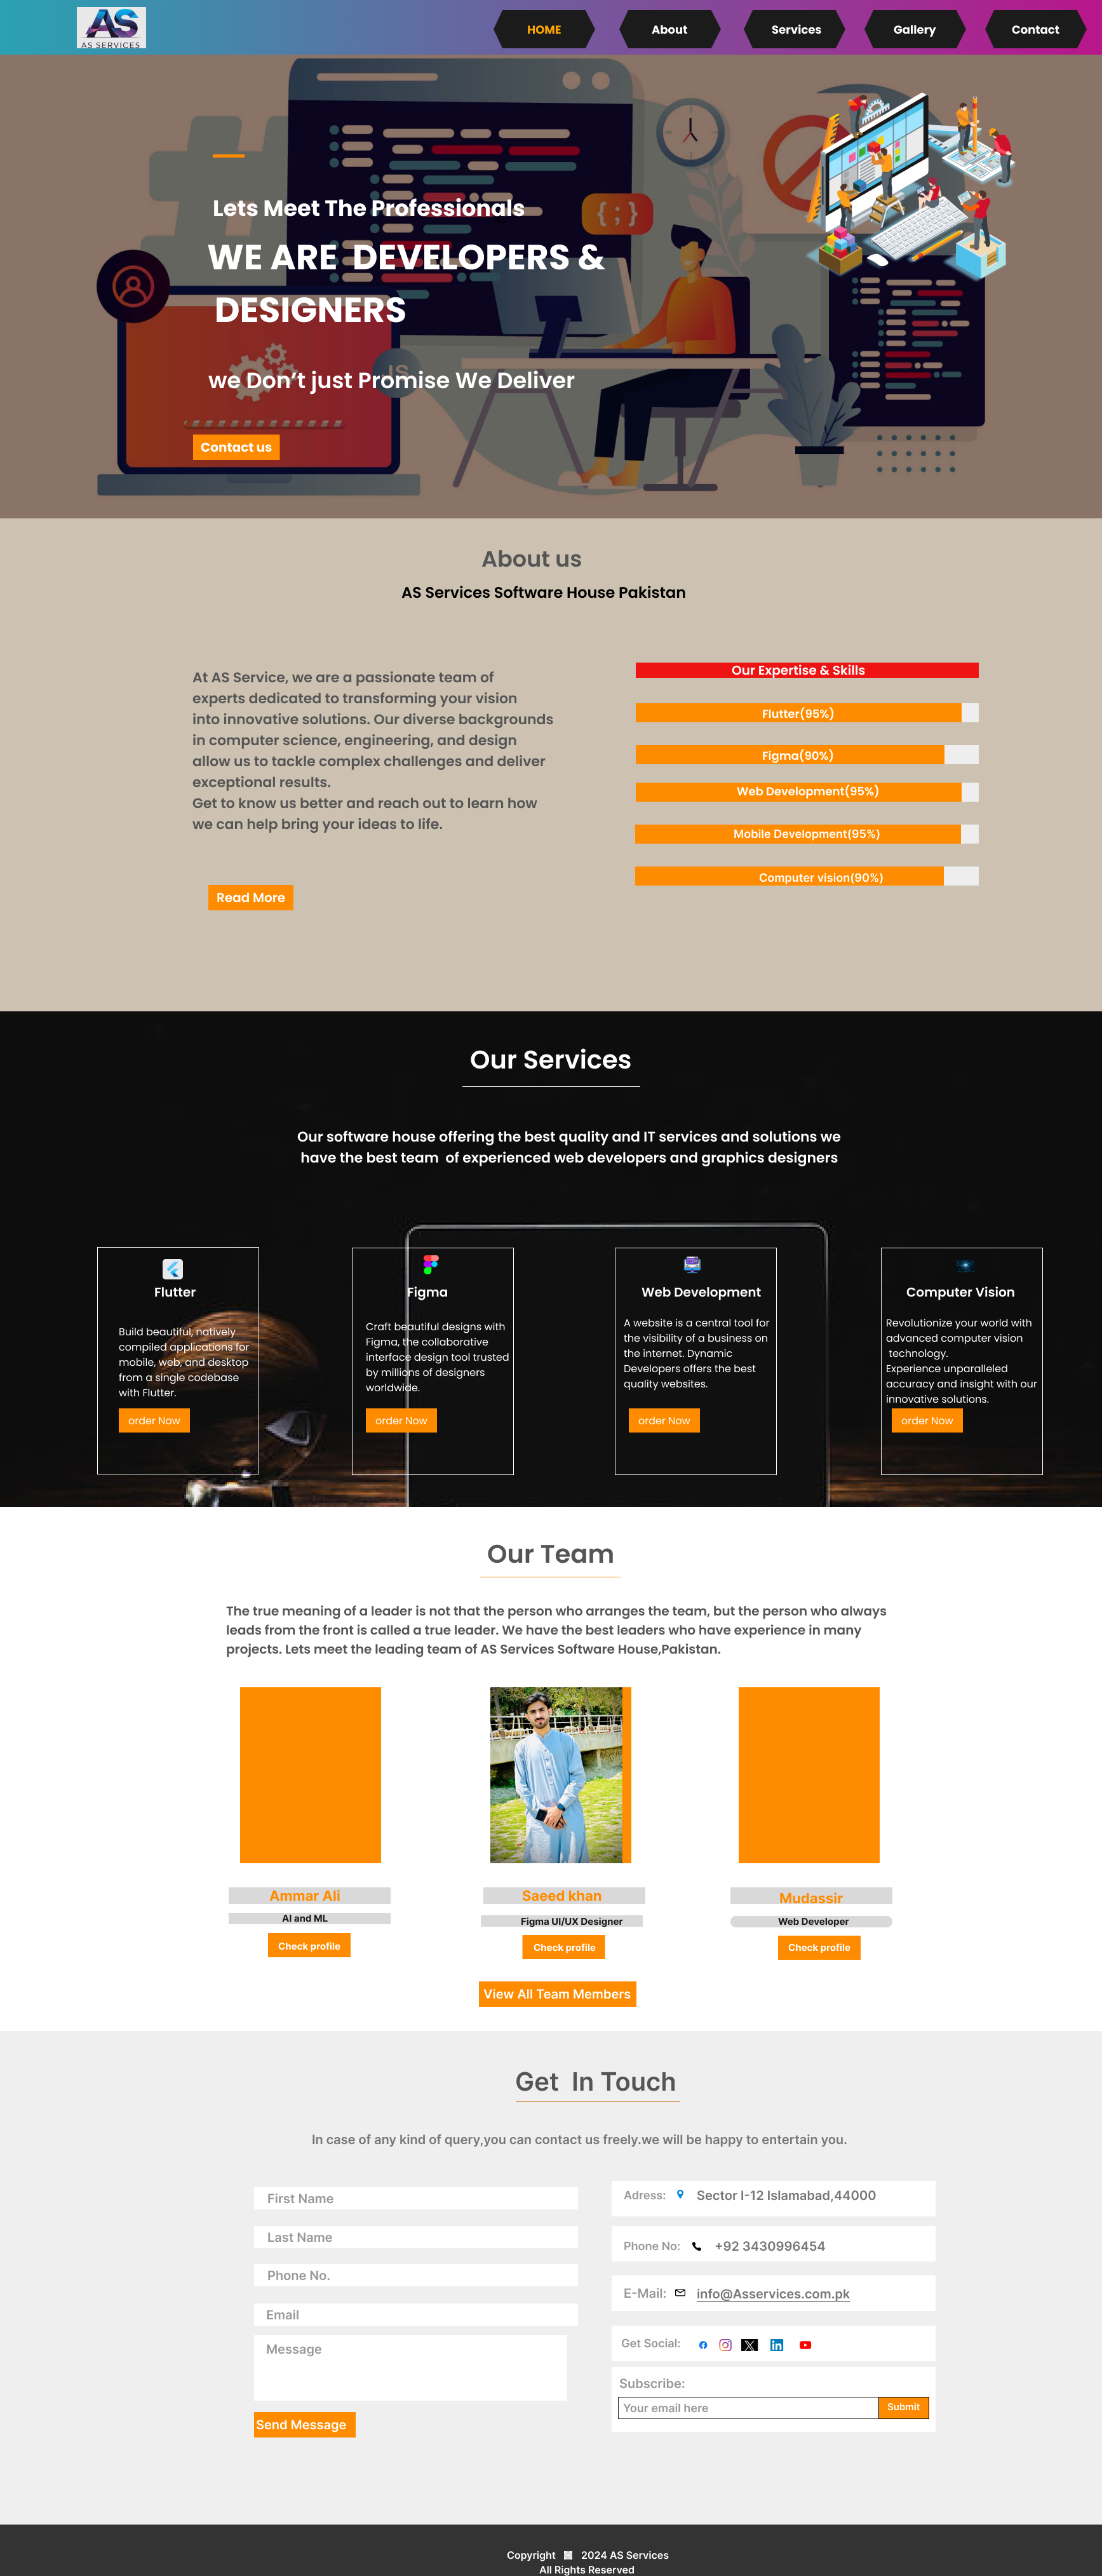 AS
AS SERVICES
HOME
About
Services
Gallery
Contact
Lets Meet The Professionals
{;}
WE ARE DEVELOPERS &
DESIGNERS
JS
we Don't just Promise We Deliver
Contact us
About us
AS Services Software House Pakistan
At AS Service, we are a passionate team of
experts dedicated to transforming your vision
into innovative solutions. Our diverse backgrounds
in computer science, engineering, and design
allow us to tackle complex challenges and deliver
exceptional results.
Get to know us better and reach out to learn how
we can help bring your ideas to life.
Read More
Our Expertise & Skills
Flutter(95%)
Figma(90%)
Web Development(95%)
Mobile Development(95%)
Computer vision(90%)
Our Services
Our software house offering the best quality and IT services and solutions we
have the best team of experienced web developers and graphics designers
Flutter
Build beautiful, natively
compiled applications for
mobile, web, and desktop
from a single codebase
with Flutter.
order Now
Figma
Craft beautiful designs with
Figma, the collaborative
interface design tool trusted
by millions of designers
worldwide.
order Now
Web Development
A website is a central tool for
the visibility of a business on
the internet. Dynamic
Developers offers the best
quality websites.
order Now
Computer Vision
Revolutionize your world with
advanced computer vision
technology.
Experience unparalleled
accuracy and insight with our
innovative solutions.
order Now
Our Team
The true meaning of a leader is not that the person who arranges the team, but the person who always
leads from the front is called a true leader. We have the best leaders who have experience in many
projects. Lets meet the leading team of AS Services Software House,Pakistan.
Ammar Ali
AI and ML
Check profile
Saeed khan
Figma UI/UX Designer
Check profile
Mudassir
Web Developer
Check profile
View All Team Members
Get In Touch
In case of any kind of query,you can contact us freely.we will be happy to entertain you.
First Name
Last Name
Phone No.
Email
Message
Send Message
Adress: Sector I-12 Islamabad,44000
Phone No: +92 3430996454
E-Mail: info@Asservices.com.pk
Get Social:
Subscribe:
Your email here
Submit
Copyright 2024 AS Services
All Rights Reserved